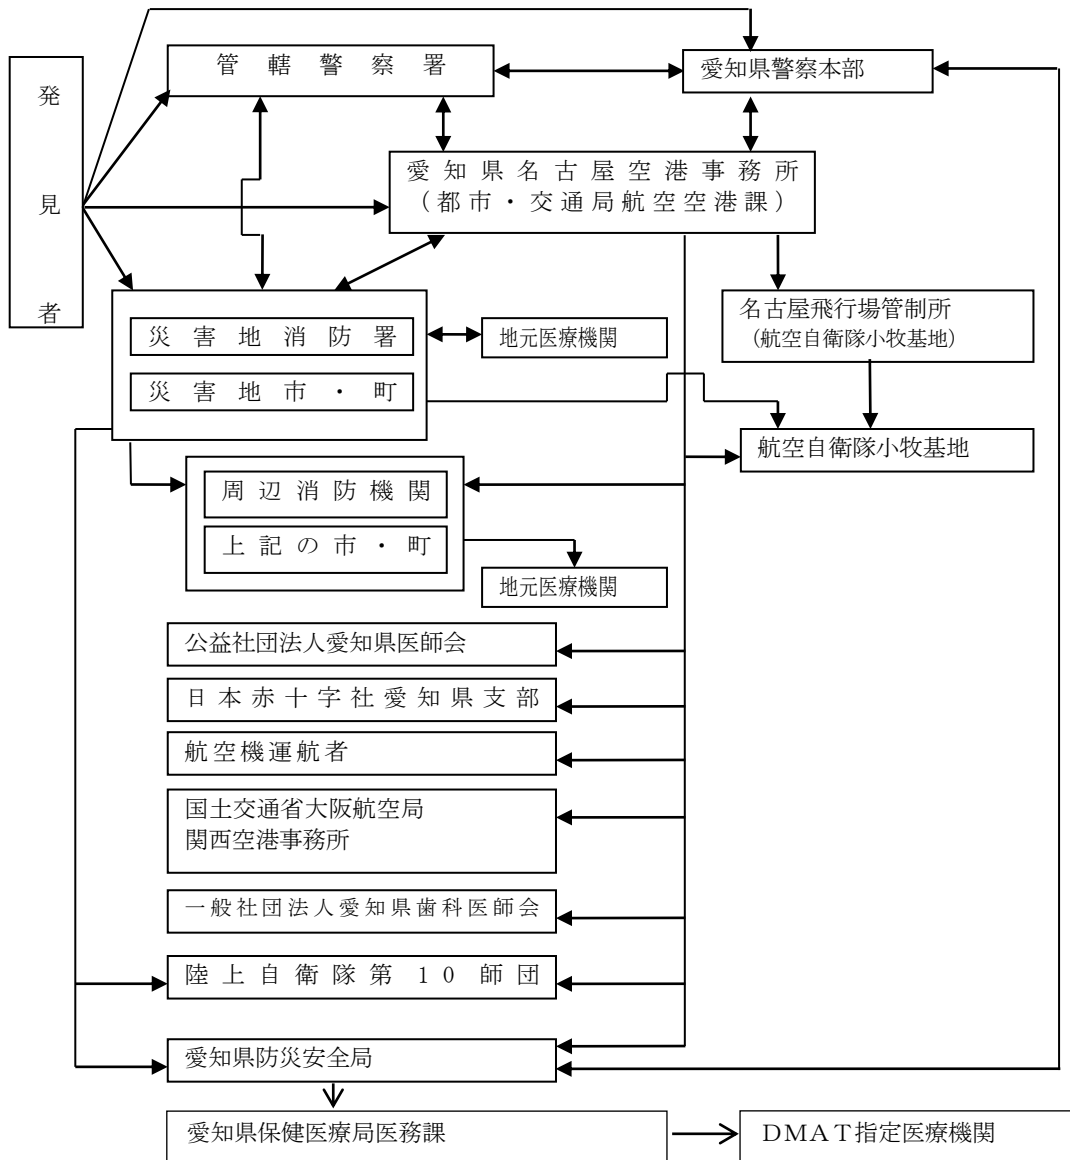 発見者
管轄警察署
愛知県警察本部
愛知県名古屋空港事務所
（都市・交通局航空空港課）
災害地消防署
地元医療機関
名古屋飛行場管制所
(航空自衛隊小牧基地)
災害地市・町
航空自衛隊小牧基地
周辺消防機関
上記の市・町
地元医療機関
公益社団法人愛知県医師会
日本赤十字社愛知県支部
航空機運航者
国土交通省大阪航空局
関西空港事務所
一般社団法人愛知県歯科医師会
陸上自衛隊第10師団
愛知県防災安全局
愛知県保健医療局医務課
ＤＭＡＴ指定医療機関